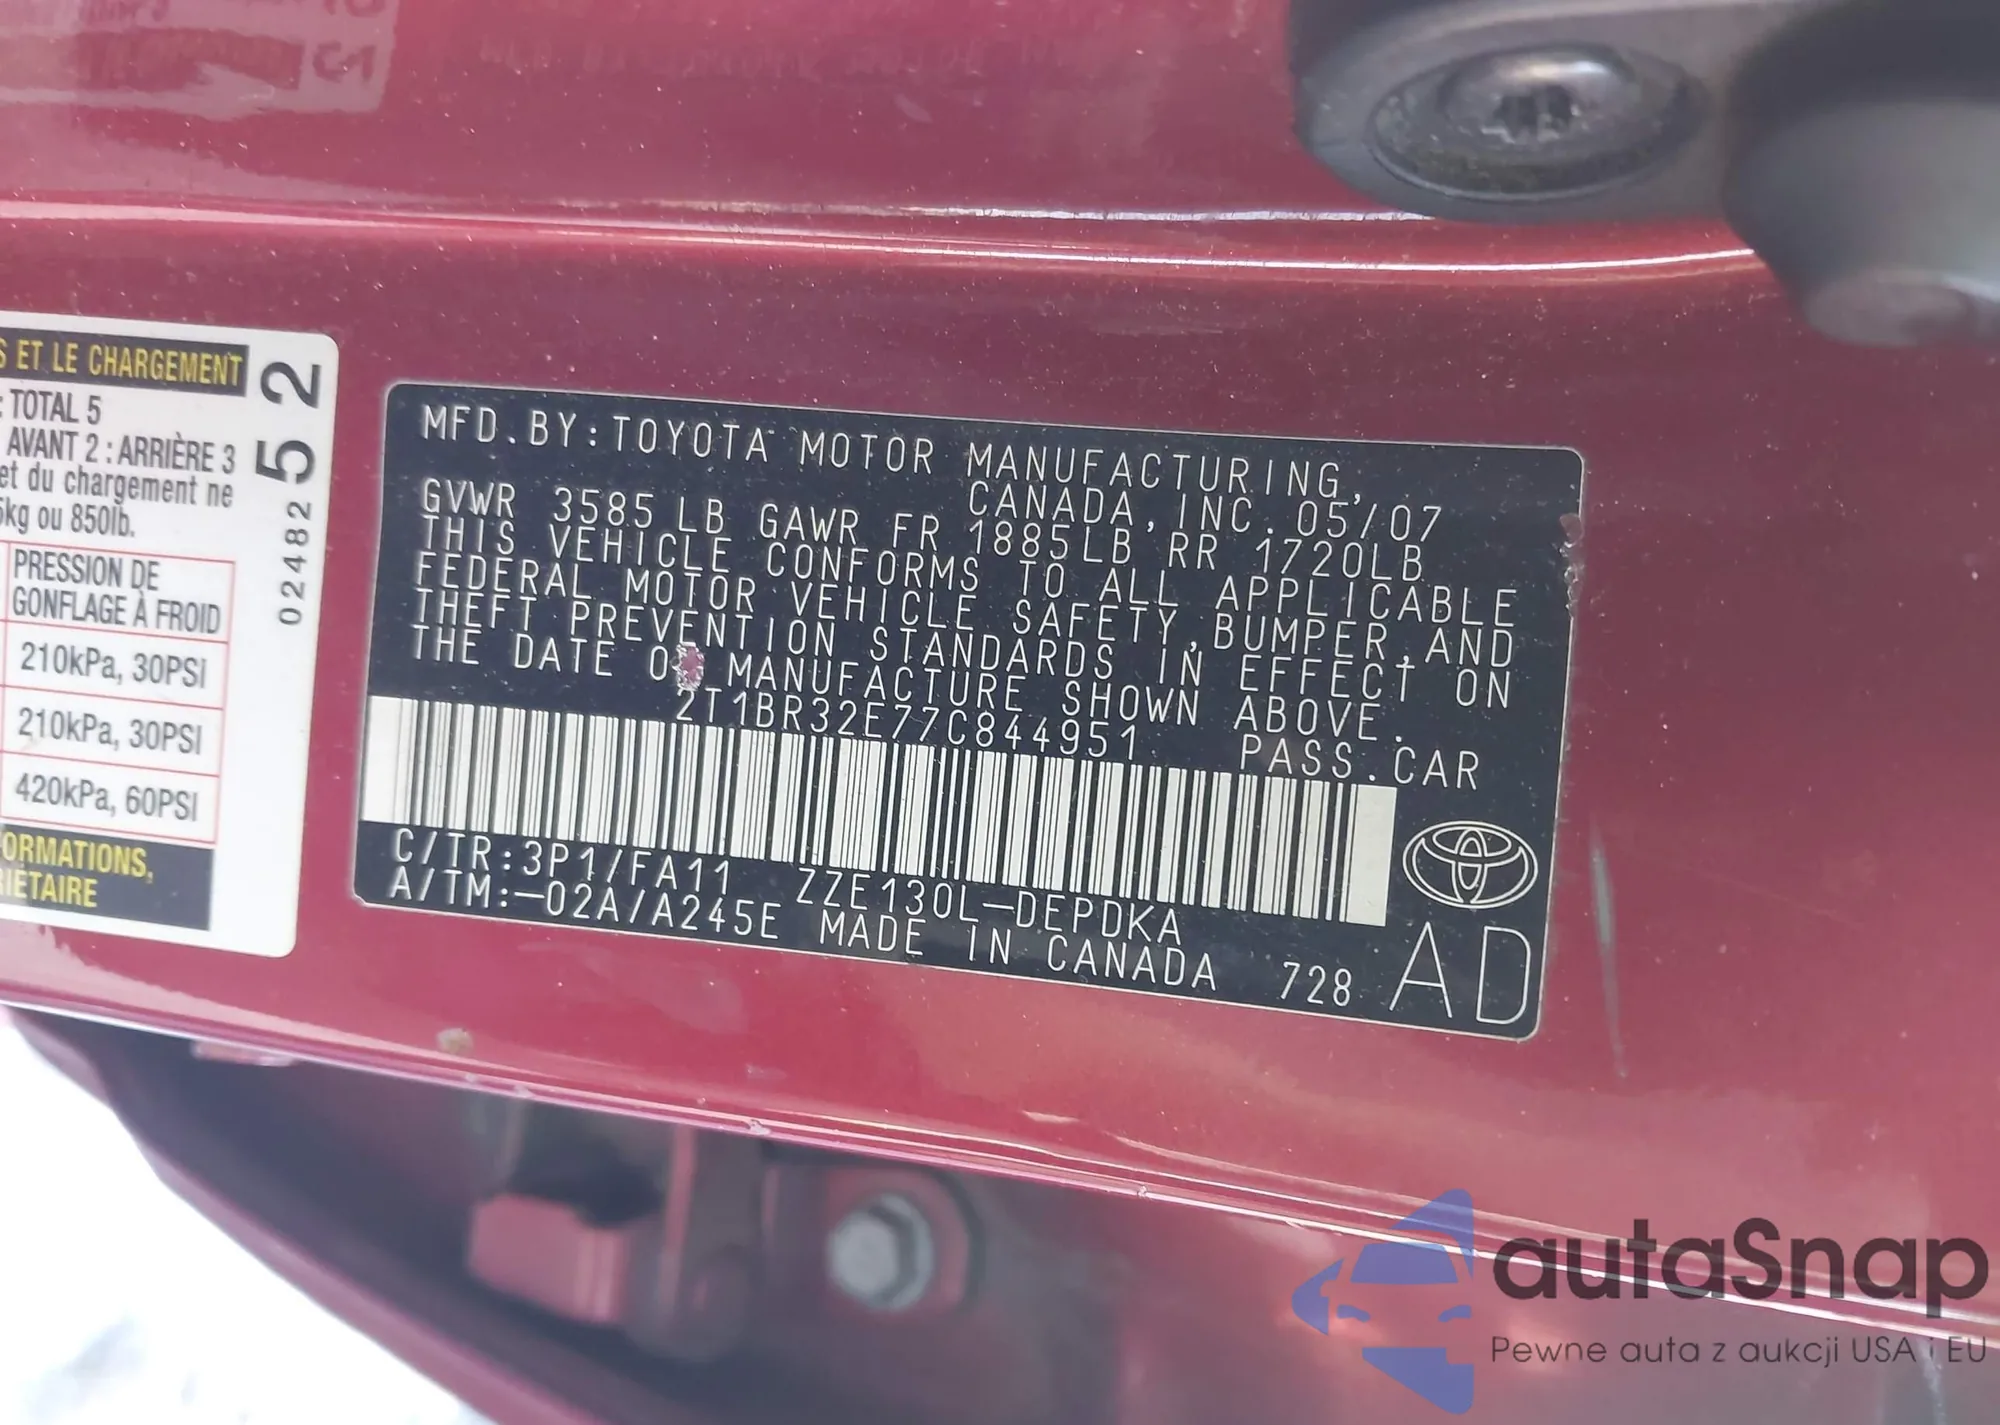 S ET LE CHARGEMENT
: TOTAL 5
AVANT 2 : ARRIÈRE 3
et du chargement ne
5kg ou 850lb.
PRESSION DE
GONFLAGE À FROID
210kPa, 30PSI
210kPa, 30PSI
420kPa, 60PSI
ORMATIONS,
RIÉTAIRE
52
02482
MFD.BY:TOYOTA MOTOR MANUFACTURING,
CANADA, INC. 05/07
GVWR 3585 LB GAWR FR 1885LB RR 1720LB
THIS VEHICLE CONFORMS TO ALL APPLICABLE
FEDERAL MOTOR VEHICLE SAFETY, BUMPER, AND
THEFT PREVENTION STANDARDS IN EFFECT ON
THE DATE O MANUFACTURE SHOWN ABOVE.
2T1BR32E77C844951 PASS.CAR
C/TR:3P1/FA11 ZZE130L-DEPDKA
A/TM:-02A/A245E MADE IN CANADA 728
AD
autaSnap
Pewne auta z aukcji USA i EU